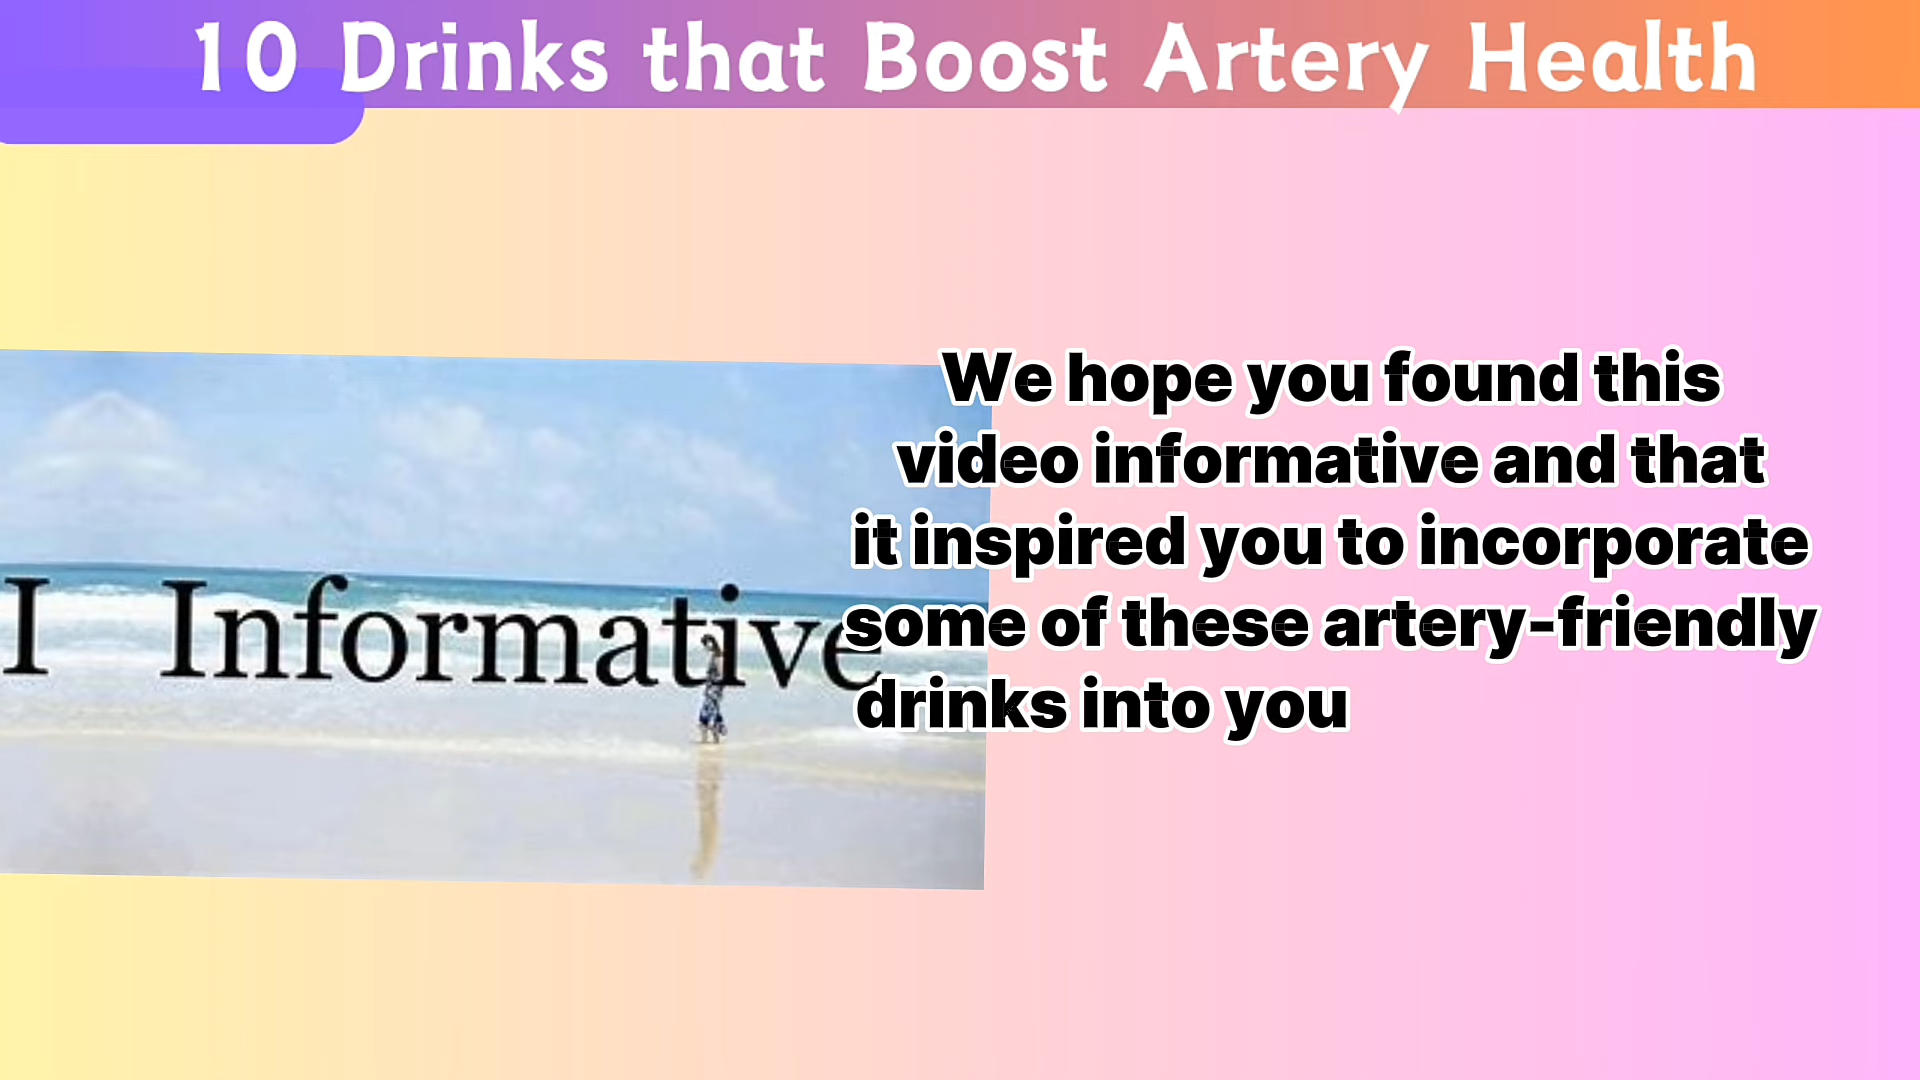 10 Drinks that Boost Artery Health
I Informative
We hope you found this
video informative and that
it inspired you to incorporate
some of these artery-friendly
drinks into you